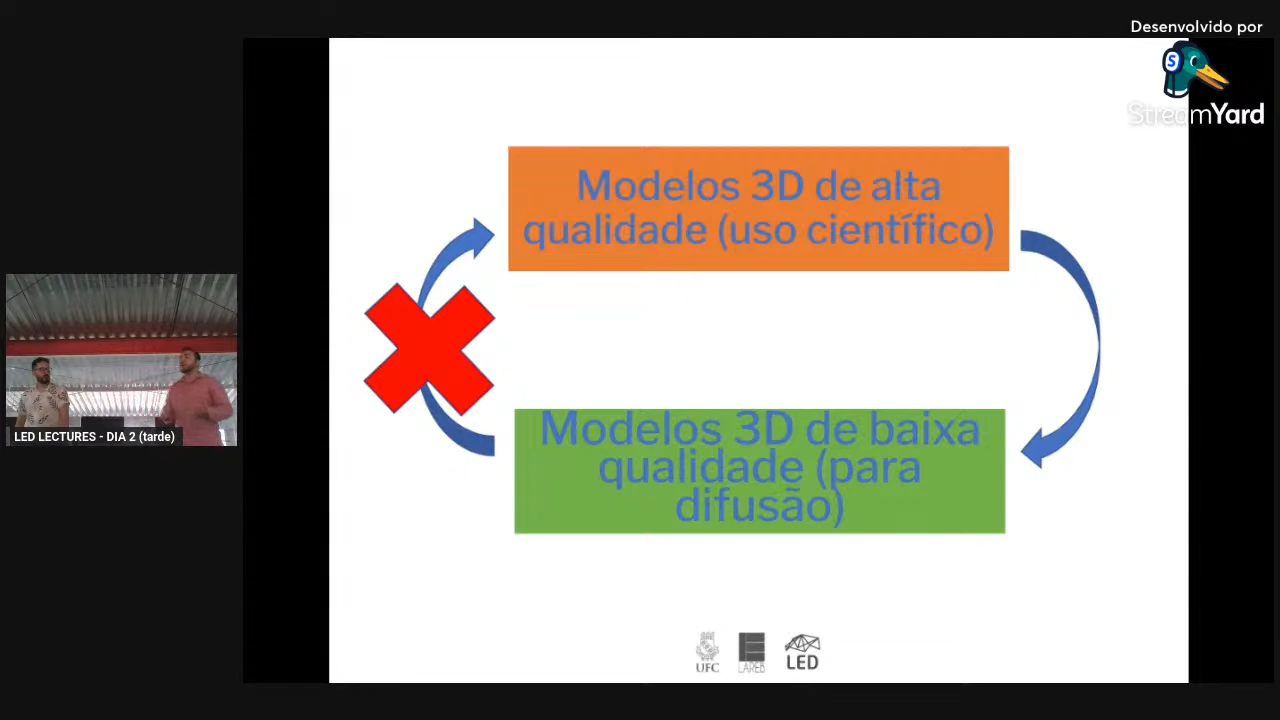 Desenvolvido por
StreamYard
Modelos 3D de alta
qualidade (uso científico)
Modelos 3D de baixa
qualidade (para
difusão)
LED LECTURES - DIA 2 (tarde)
UFC
LAREB
LED